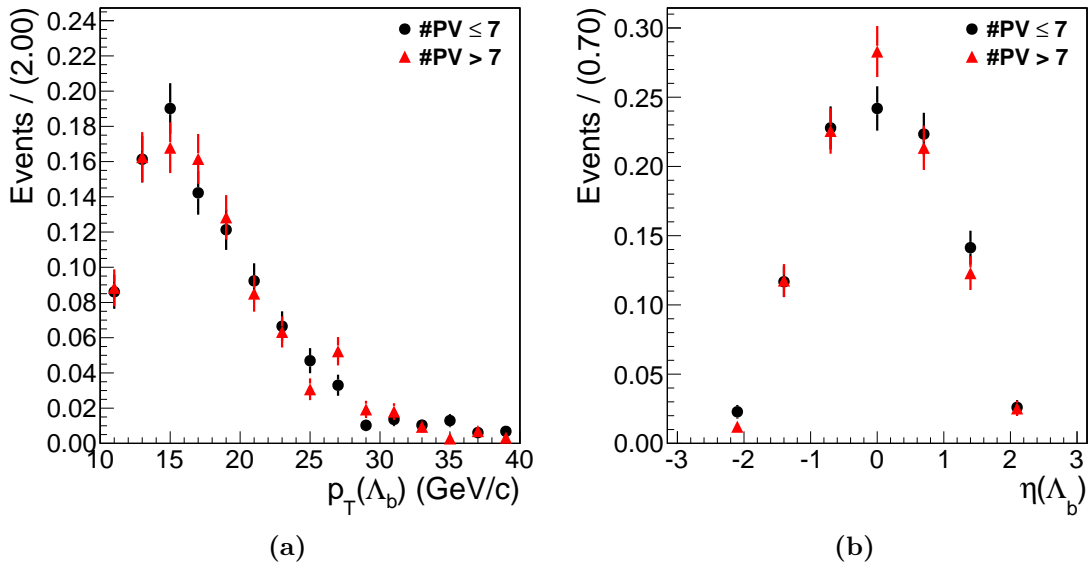 Events / (2.00)
0.24
0.22
0.20
0.18
0.16
0.14
0.12
0.10
0.08
0.06
0.04
0.02
0.00
10 15 20 25 30 35 40
p_T(Λ_b) (GeV/c)
#PV ≤ 7
#PV > 7
(a)
Events / (0.70)
0.30
0.25
0.20
0.15
0.10
0.05
0.00
-3 -2 -1 0 1 2 3
η(Λ_b)
#PV ≤ 7
#PV > 7
(b)